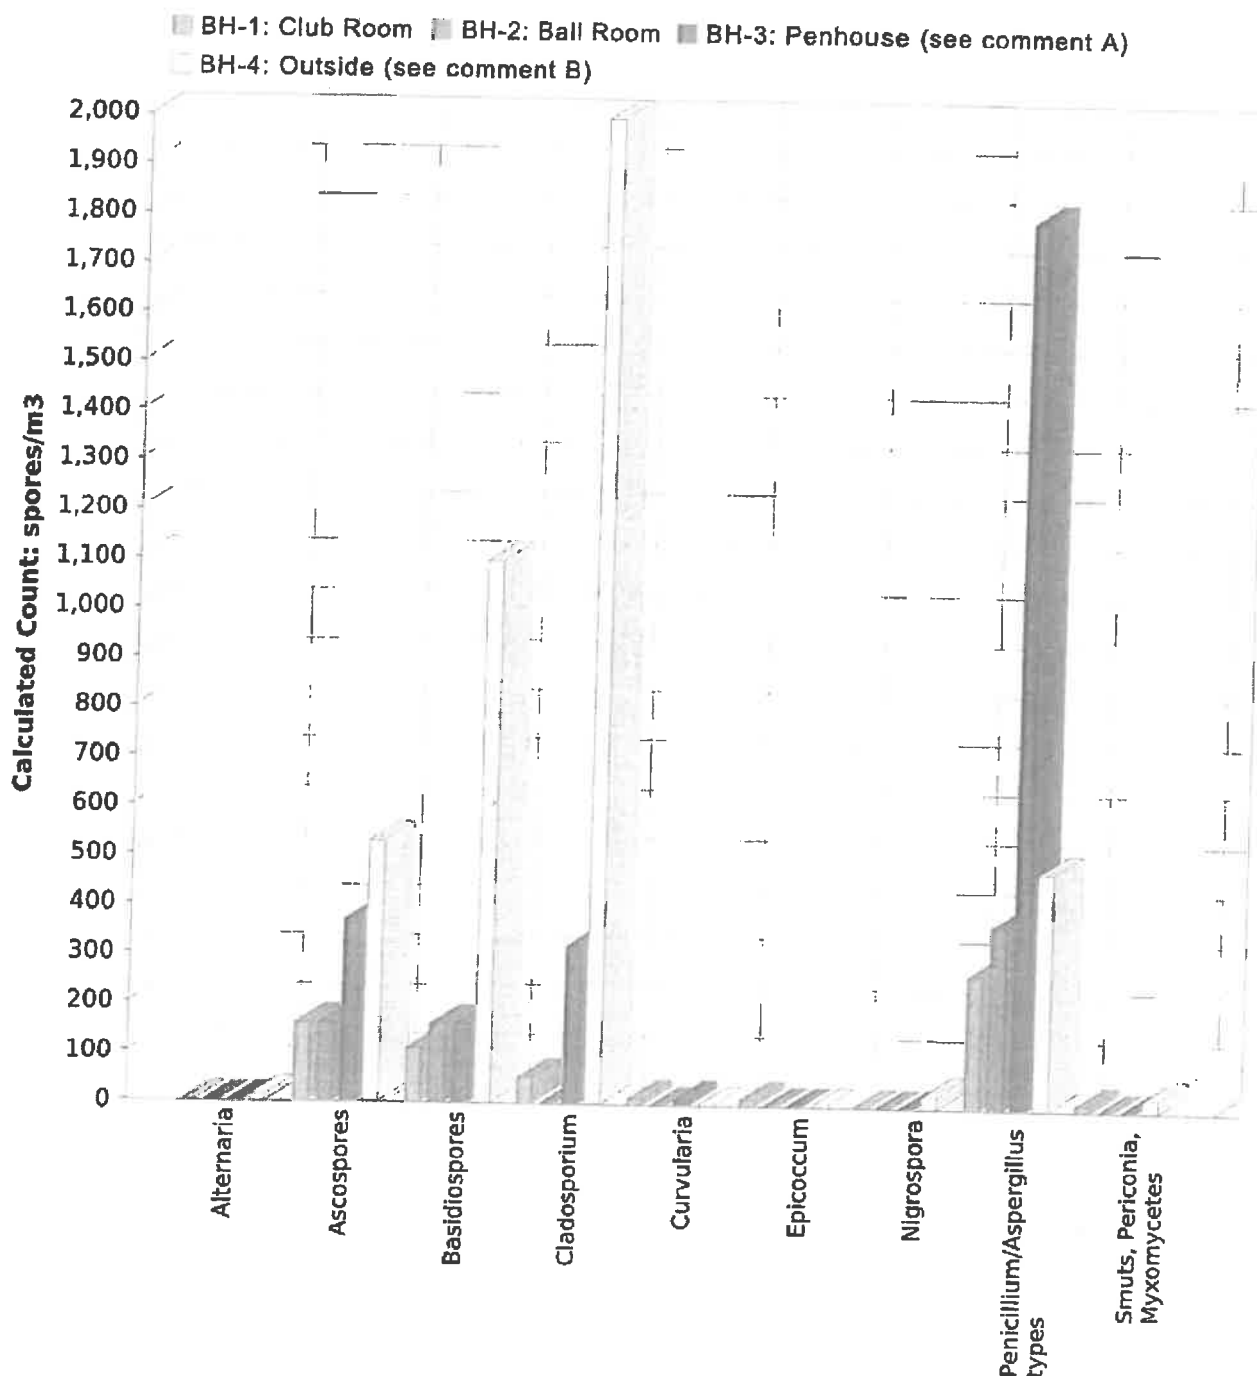 BH-1: Club Room BH-2: Ball Room BH-3: Penhouse (see comment A)
BH-4: Outside (see comment B)
2,000
1,900
1,800
1,700
1,600
1,500
1,400
1,300
1,200
1,100
1,000
900
800
700
600
500
400
300
200
100
0
Calculated Count: spores/m3
Alternaria
Ascospores
Basidiospores
Cladosporium
Curvularia
Epicoccum
Nigrospora
Penicillium/Aspergillus
types
Smuts, Periconia,
Myxomycetes